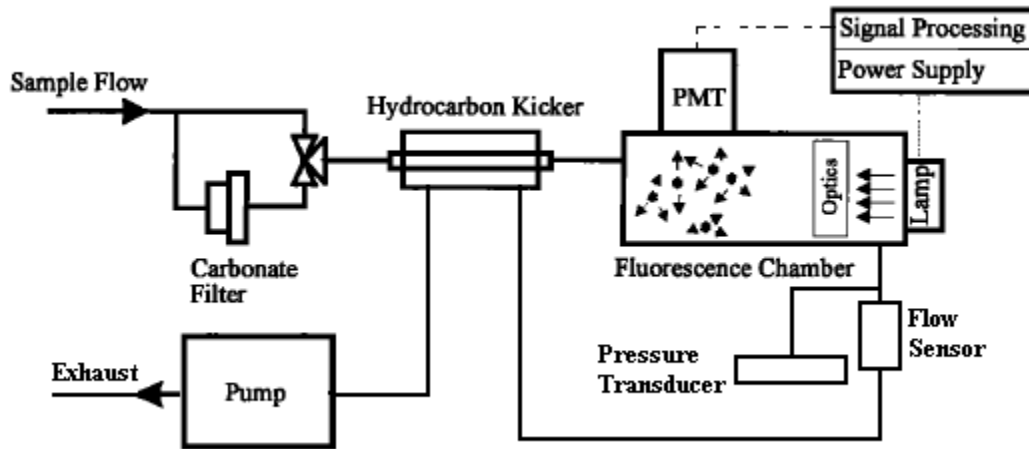 Signal Processing
Power Supply
Sample Flow
Hydrocarbon Kicker
PMT
Optics
Lamp
Carbonate
Filter
Fluorescence Chamber
Flow
Sensor
Pressure
Transducer
Exhaust
Pump